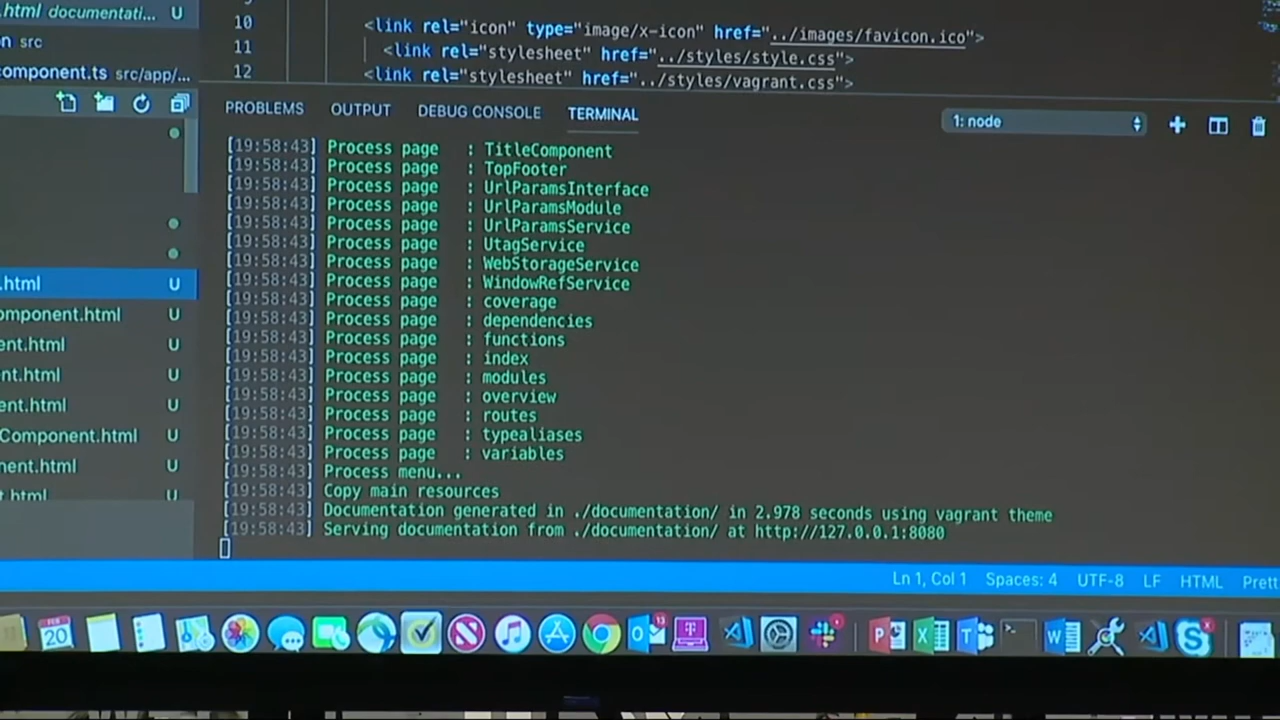 .html documentati... U
on src
component.ts src/app/...
10 <link rel="icon" type="image/x-icon" href="../images/favicon.ico">
11 <link rel="stylesheet" href="../styles/style.css">
12 <link rel="stylesheet" href="../styles/vagrant.css">
PROBLEMS OUTPUT DEBUG CONSOLE TERMINAL 1: node
[19:58:43] Process page : TitleComponent
[19:58:43] Process page : TopFooter
[19:58:43] Process page : UrlParamsInterface
[19:58:43] Process page : UrlParamsModule
[19:58:43] Process page : UrlParamsService
[19:58:43] Process page : UtagService
[19:58:43] Process page : WebStorageService
[19:58:43] Process page : WindowRefService
[19:58:43] Process page : coverage
[19:58:43] Process page : dependencies
[19:58:43] Process page : functions
[19:58:43] Process page : index
[19:58:43] Process page : modules
[19:58:43] Process page : overview
[19:58:43] Process page : routes
[19:58:43] Process page : typealiases
[19:58:43] Process page : variables
[19:58:43] Process menu...
[19:58:43] Copy main resources
[19:58:43] Documentation generated in ./documentation/ in 2.978 seconds using vagrant theme
[19:58:43] Serving documentation from ./documentation/ at http://127.0.0.1:8080
.html U
omponent.html U
ent.html U
nt.html U
ent.html U
Component.html U
nent.html U
t.html U
Ln 1, Col 1 Spaces: 4 UTF-8 LF HTML Prett
FEB
20
13